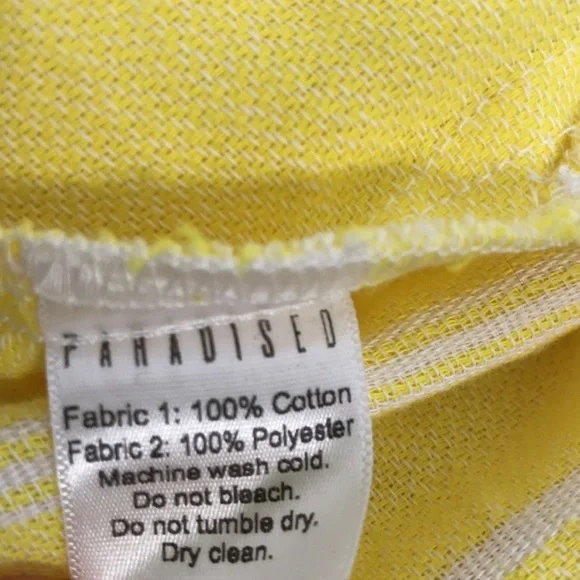 PARADISED
Fabric 1: 100% Cotton
Fabric 2: 100% Polyester
Machine wash cold.
Do not bleach.
Do not tumble dry.
Dry clean.